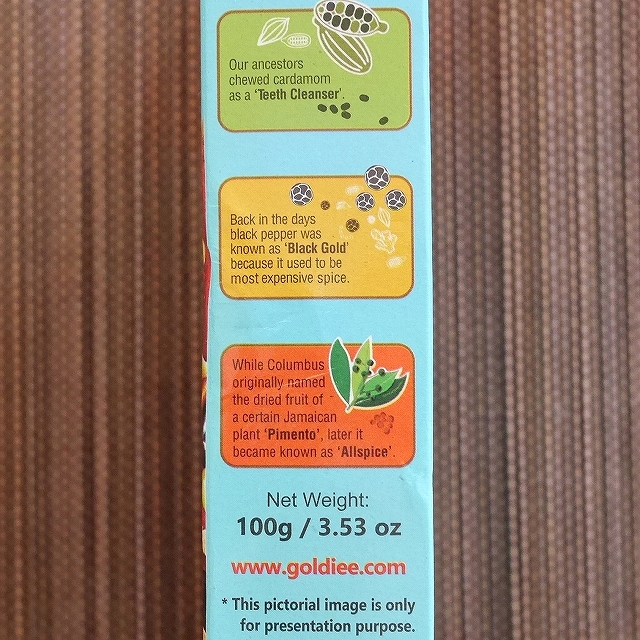 Our ancestors
chewed cardamom
as a ‘Teeth Cleanser’.
Back in the days
black pepper was
known as ‘Black Gold’
because it used to be
most expensive spice.
While Columbus
originally named
the dried fruit of
a certain Jamaican
plant ‘Pimento’, later it
became known as ‘Allspice’.
Net Weight:
100g / 3.53 oz
www.goldiee.com
* This pictorial image is only
for presentation purpose.